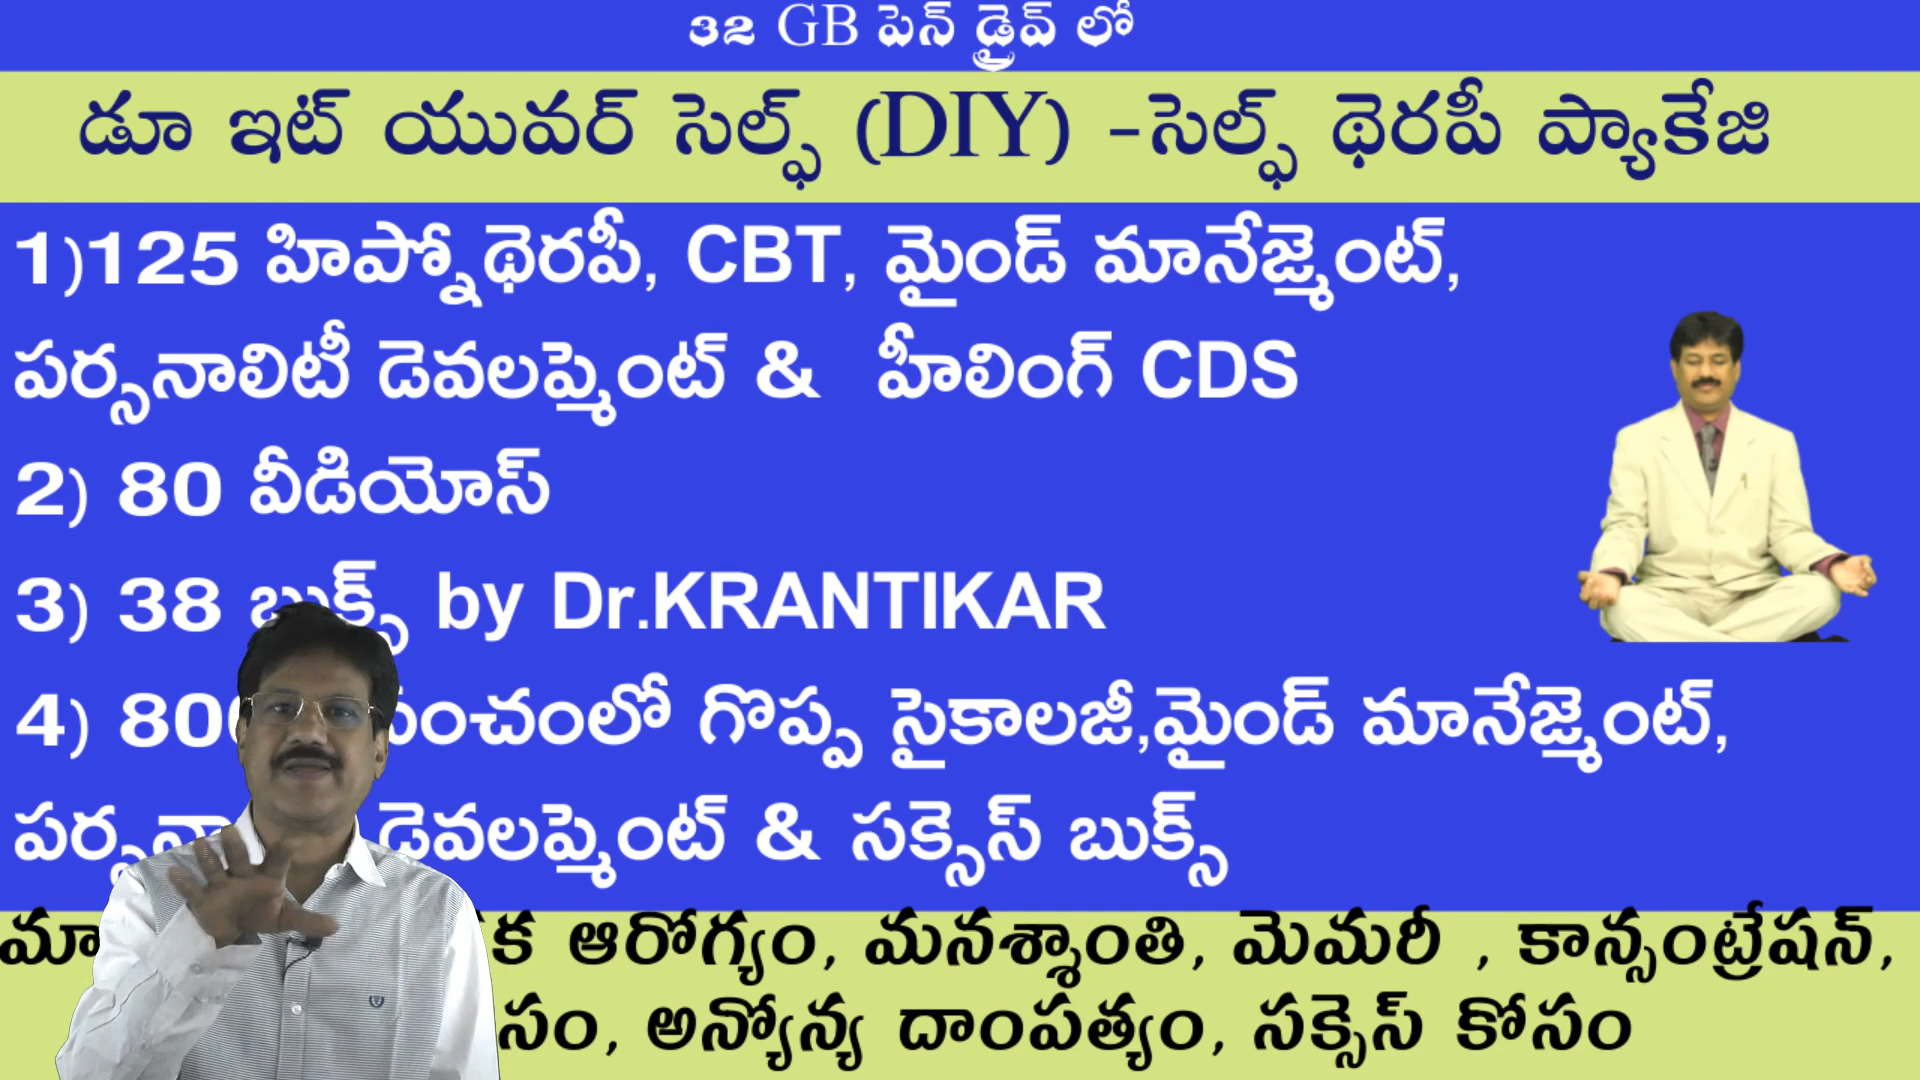 32 GB పెన్ డ్రైవ్ లో
డూ ఇట్ యువర్ సెల్ఫ్ (DIY) -సెల్ఫ్ థెరపీ ప్యాకేజి
1)125 హిప్నోథెరపీ, CBT, మైండ్ మానేజ్మెంట్,
పర్సనాలిటీ డెవలప్మెంట్ & హీలింగ్ CDS
2) 80 వీడియోస్
3) 38 బుక్స్ by Dr.KRANTIKAR
4) గొప్ప సైకాలజీ,మైండ్ మానేజ్మెంట్,
డెవలప్మెంట్ & సక్సెస్ బుక్స్
ఆరోగ్యం, మనశ్శాంతి, మెమరీ , కాన్సంట్రేషన్,
అన్యోన్య దాంపత్యం, సక్సెస్ కోసం